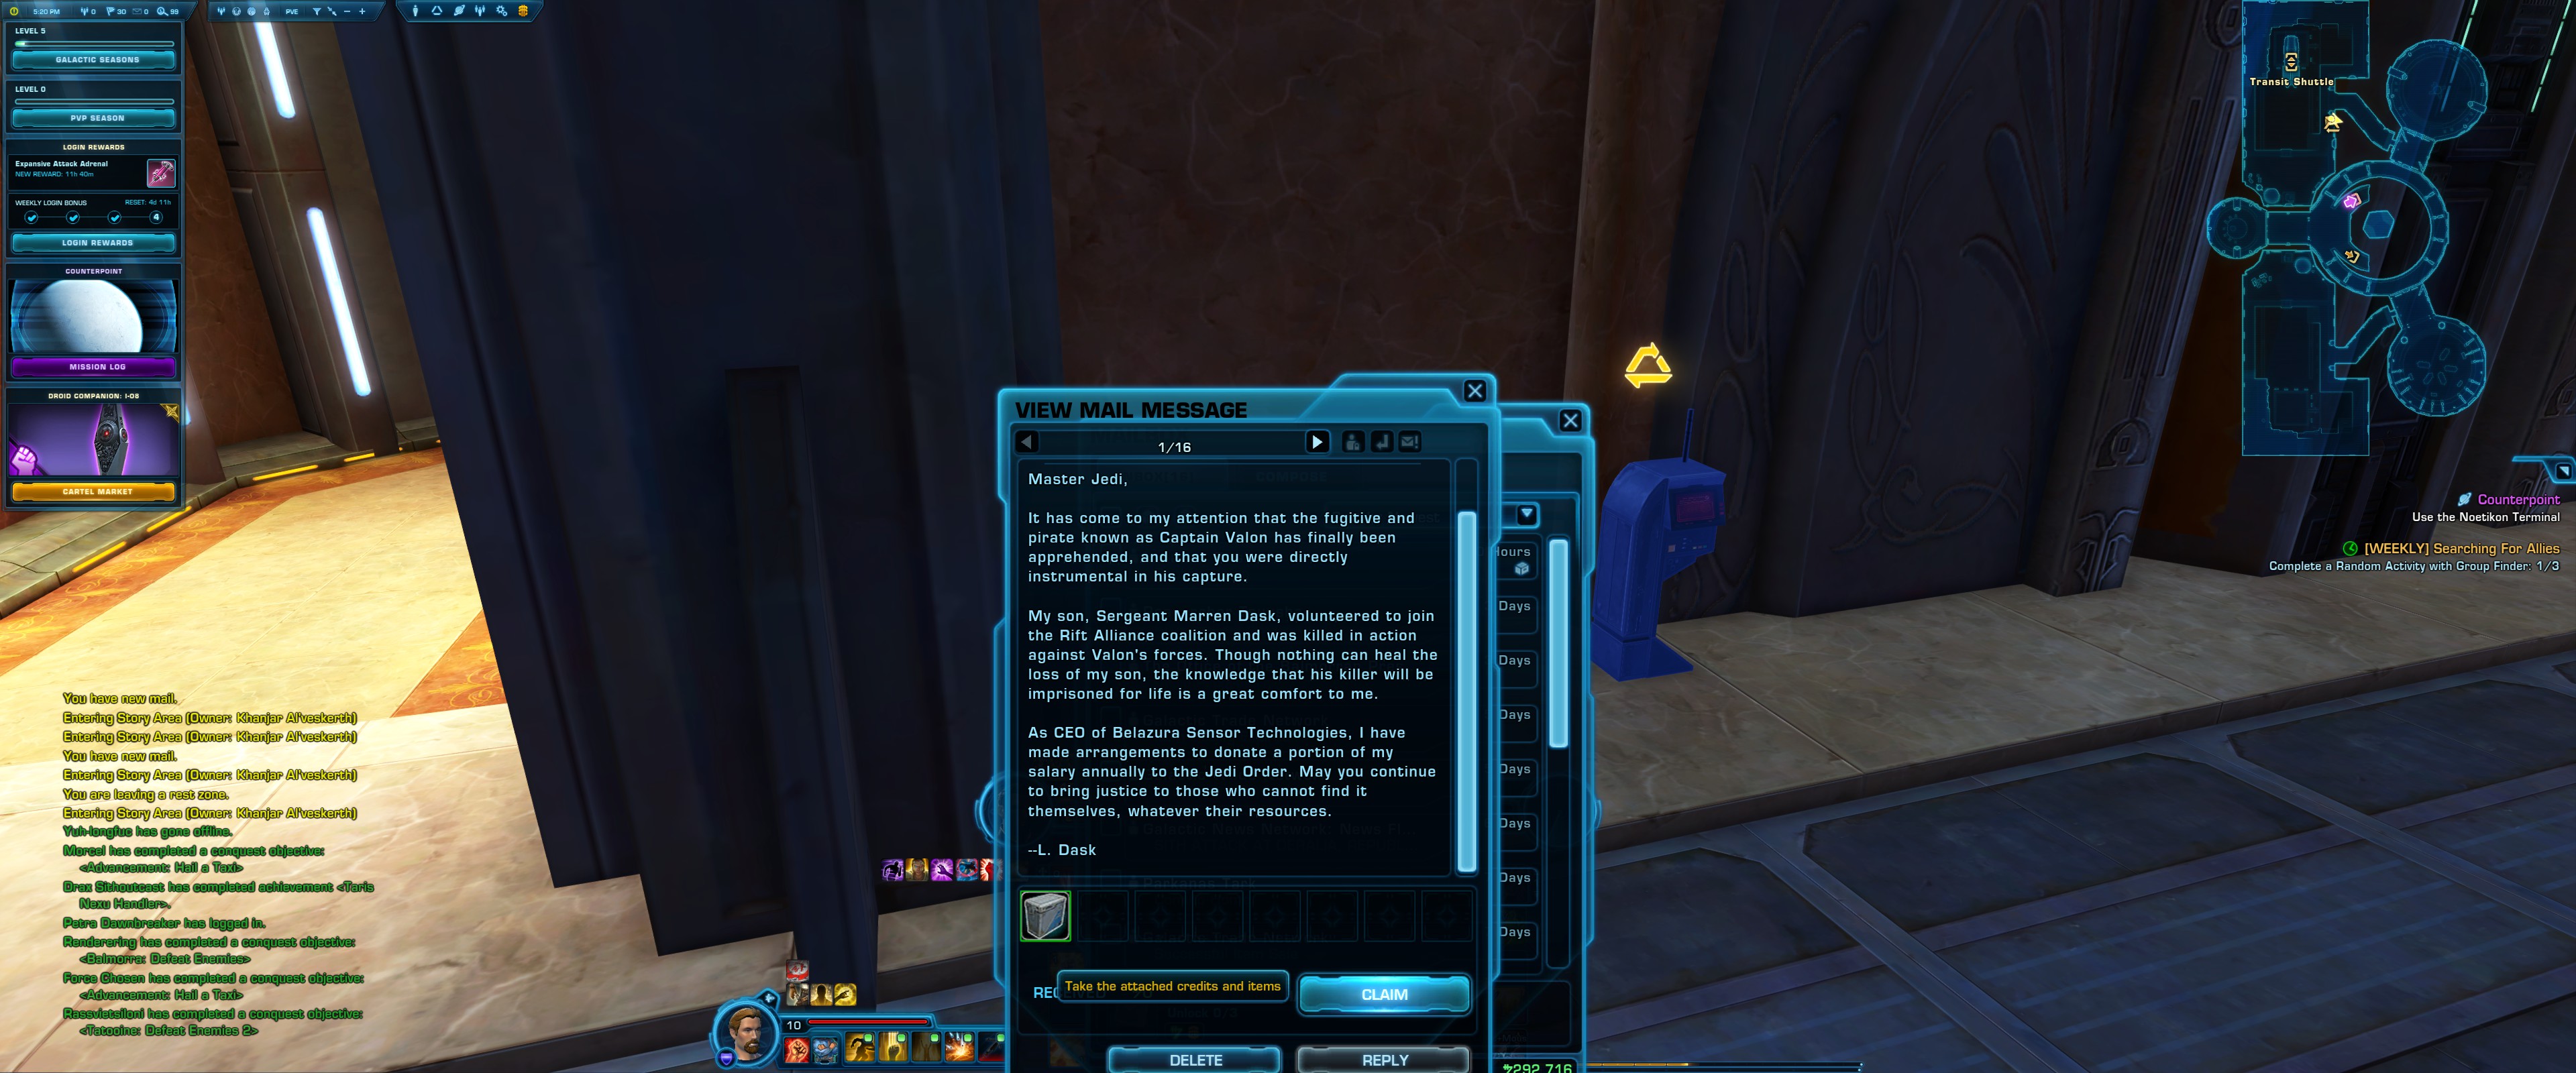 5:20 PM
0
30
0
99
PVE
LEVEL 5
GALACTIC SEASONS
LEVEL 0
PVP SEASON
LOGIN REWARDS
Expansive Attack Adrenal
NEW REWARD: 11h 40m
WEEKLY LOGIN BONUS
RESET: 4d 11h
4
LOGIN REWARDS
COUNTERPOINT
MISSION LOG
DROID COMPANION: I-08
CARTEL MARKET
Transit Shuttle
Counterpoint
Use the Noetikon Terminal
[WEEKLY] Searching For Allies
Complete a Random Activity with Group Finder: 1/3
VIEW MAIL MESSAGE
1/16
Master Jedi,
It has come to my attention that the fugitive and
pirate known as Captain Valon has finally been
apprehended, and that you were directly
instrumental in his capture.
My son, Sergeant Marren Dask, volunteered to join
the Rift Alliance coalition and was killed in action
against Valon's forces. Though nothing can heal the
loss of my son, the knowledge that his killer will be
imprisoned for life is a great comfort to me.
As CEO of Belazura Sensor Technologies, I have
made arrangements to donate a portion of my
salary annually to the Jedi Order. May you continue
to bring justice to those who cannot find it
themselves, whatever their resources.
--L. Dask
Take the attached credits and items
CLAIM
DELETE
REPLY
Days
Days
Days
Days
Days
Days
Days
292,716
You have new mail.
Entering Story Area (Owner: Khanjar Al'veskerth)
Entering Story Area (Owner: Khanjar Al'veskerth)
You have new mail.
Entering Story Area (Owner: Khanjar Al'veskerth)
You are leaving a rest zone.
Entering Story Area (Owner: Khanjar Al'veskerth)
Yuh-longfuc has gone offline.
Morcel has completed a conquest objective:
<Advancement: Hail a Taxi>
Drax Sithoutcast has completed achievement <Taris
Nexu Handler>.
Petra Dawnbreaker has logged in.
Renderering has completed a conquest objective:
<Balmorra: Defeat Enemies>
Force Chosen has completed a conquest objective:
<Advancement: Hail a Taxi>
Rassvietsiloni has completed a conquest objective:
<Tatooine: Defeat Enemies 2>
10